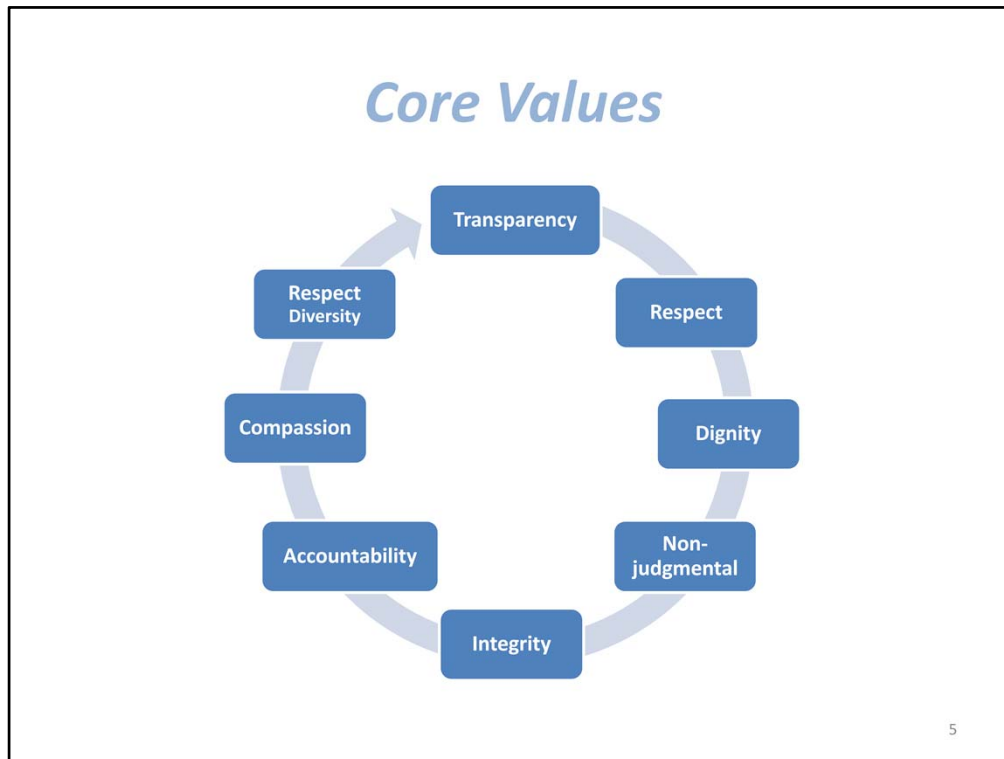 Core Values
Transparency
Respect
Dignity
Non-
judgmental
Integrity
Accountability
Compassion
Respect
Diversity
5